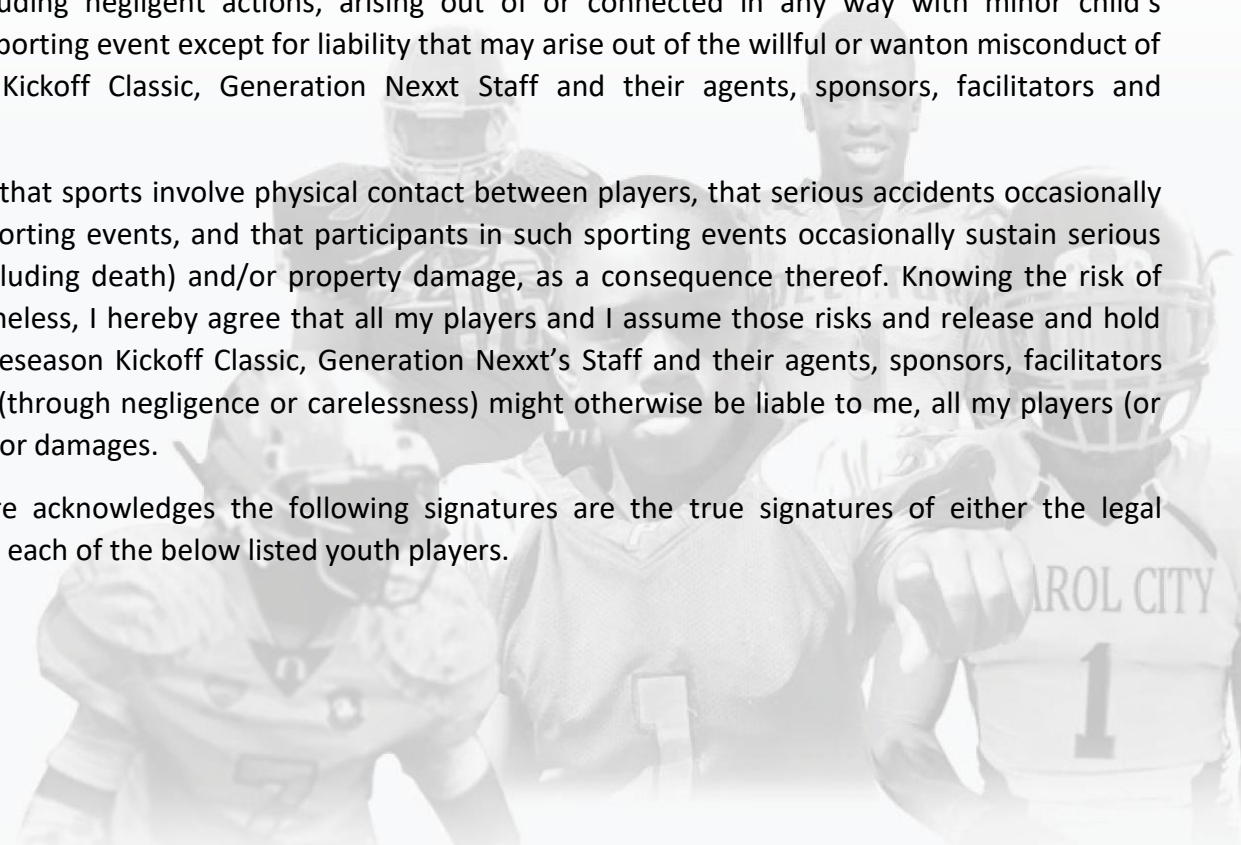 uding negligent actions, arising out of or connected in any way with minor child's
porting event except for liability that may arise out of the willful or wanton misconduct of
Kickoff Classic, Generation Nexxt Staff and their agents, sponsors, facilitators and
that sports involve physical contact between players, that serious accidents occasionally
orting events, and that participants in such sporting events occasionally sustain serious
luding death) and/or property damage, as a consequence thereof. Knowing the risk of
neless, I hereby agree that all my players and I assume those risks and release and hold
eseason Kickoff Classic, Generation Nexxt's Staff and their agents, sponsors, facilitators
(through negligence or carelessness) might otherwise be liable to me, all my players (or
or damages.
re acknowledges the following signatures are the true signatures of either the legal
each of the below listed youth players.
AROL CITY
1
1
7